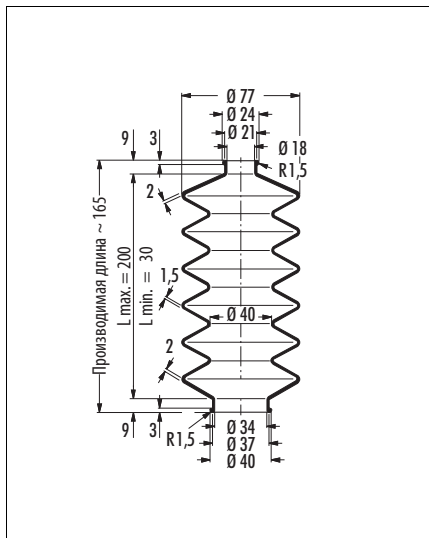 Ø 77
Ø 24
Ø 21
9
3
Ø 18
R1,5
2
Производимая длина ~ 165
L max. = 200
L min. = 30
1,5
Ø 40
2
9
3
R1,5
Ø 34
Ø 37
Ø 40